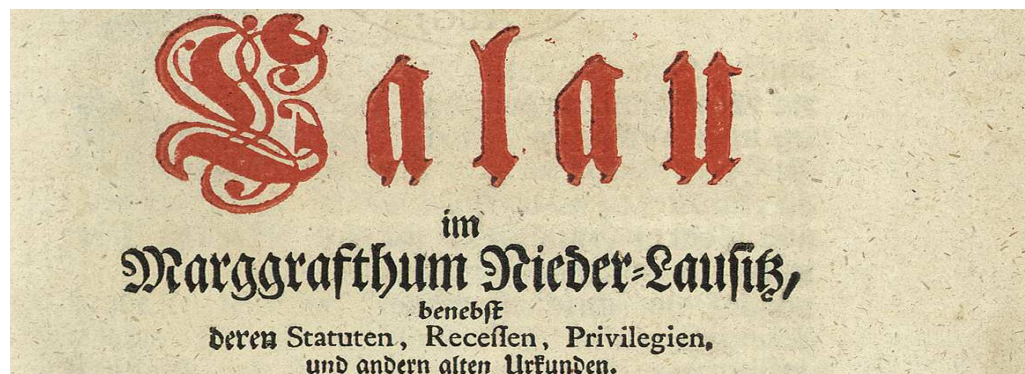 Calau
im
Marggrafthum Nieder-Lauſitz,
benebſt
deren Statuten, Receſſen, Privilegien,
und andern alten Urkunden.